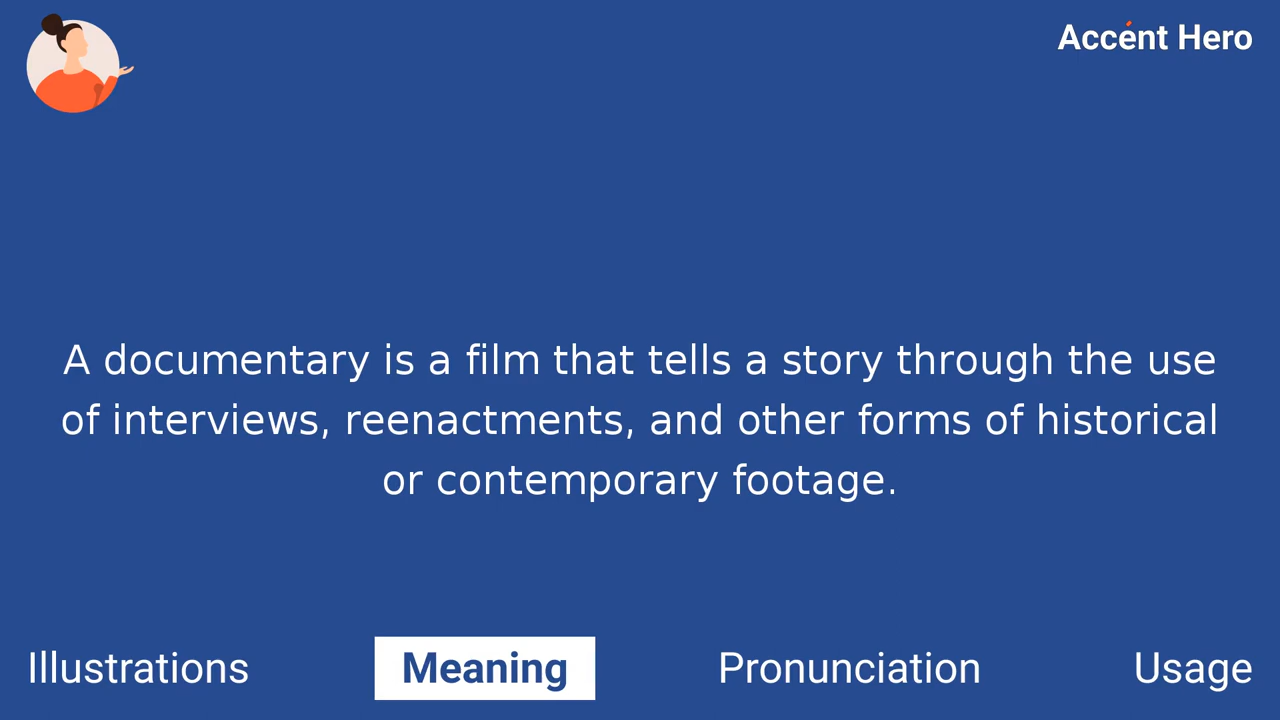 Accént Hero
A documentary is a film that tells a story through the use
of interviews, reenactments, and other forms of historical
or contemporary footage.
Illustrations
Meaning
Pronunciation
Usage